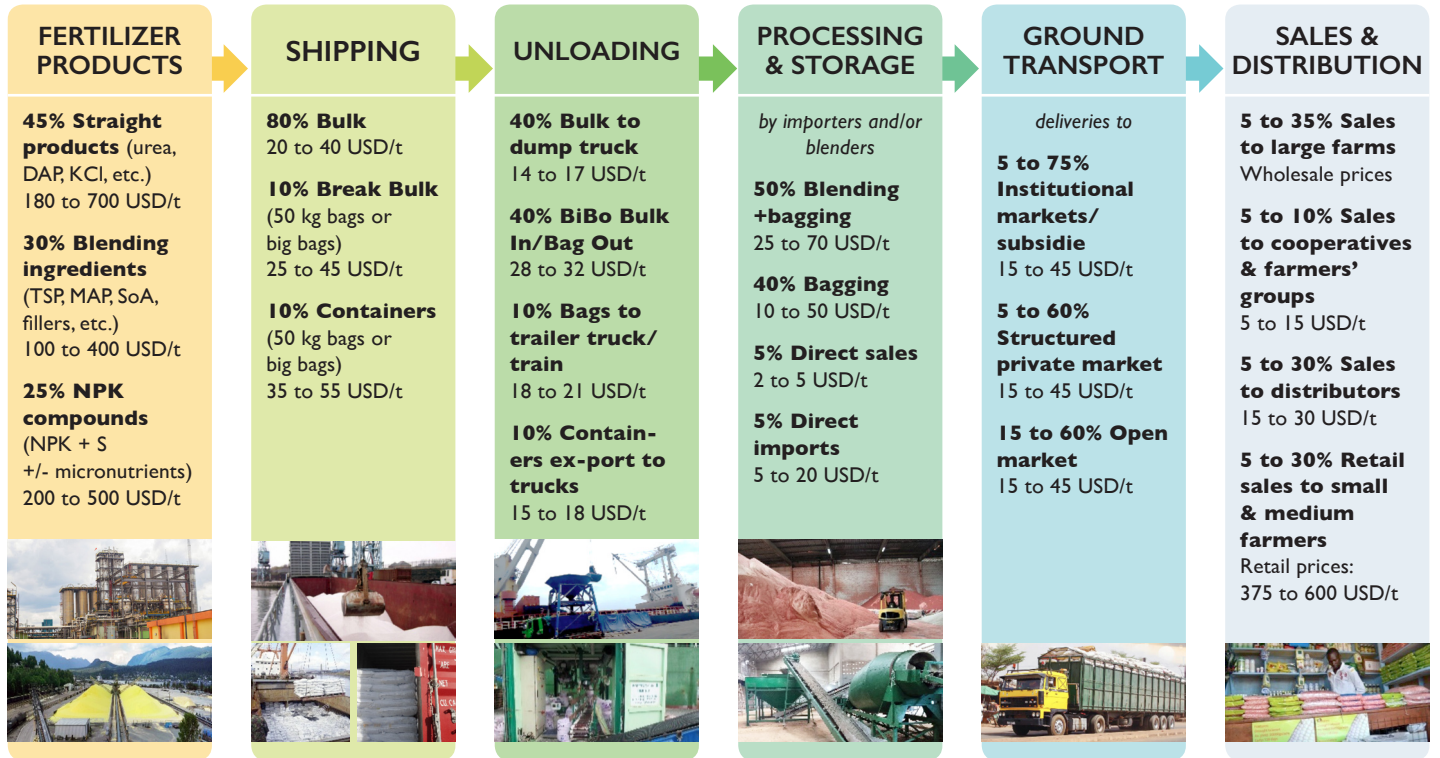 FERTILIZER
PRODUCTS
45% Straight
products (urea,
DAP, KCl, etc.)
180 to 700 USD/t
30% Blending
ingredients
(TSP, MAP, SoA,
fillers, etc.)
100 to 400 USD/t
25% NPK
compounds
(NPK + S
+/- micronutrients)
200 to 500 USD/t
SHIPPING
80% Bulk
20 to 40 USD/t
10% Break Bulk
(50 kg bags or
big bags)
25 to 45 USD/t
10% Containers
(50 kg bags or
big bags)
35 to 55 USD/t
UNLOADING
40% Bulk to
dump truck
14 to 17 USD/t
40% BiBo Bulk
In/Bag Out
28 to 32 USD/t
10% Bags to
trailer truck/
train
18 to 21 USD/t
10% Contain-
ers ex-port to
trucks
15 to 18 USD/t
PROCESSING
& STORAGE
by importers and/or
blenders
50% Blending
+bagging
25 to 70 USD/t
40% Bagging
10 to 50 USD/t
5% Direct sales
2 to 5 USD/t
5% Direct
imports
5 to 20 USD/t
GROUND
TRANSPORT
deliveries to
5 to 75%
Institutional
markets/
subsidie
15 to 45 USD/t
5 to 60%
Structured
private market
15 to 45 USD/t
15 to 60% Open
market
15 to 45 USD/t
SALES &
DISTRIBUTION
5 to 35% Sales
to large farms
Wholesale prices
5 to 10% Sales
to cooperatives
& farmers’
groups
5 to 15 USD/t
5 to 30% Sales
to distributors
15 to 30 USD/t
5 to 30% Retail
sales to small
& medium
farmers
Retail prices:
375 to 600 USD/t